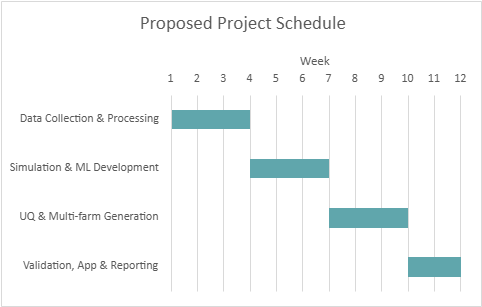 Proposed Project Schedule
Week
1 2 3 4 5 6 7 8 9 10 11 12
Data Collection & Processing
Simulation & ML Development
UQ & Multi-farm Generation
Validation, App & Reporting